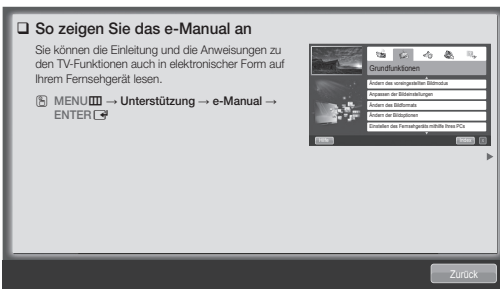 So zeigen Sie das e-Manual an
Sie können die Einleitung und die Anweisungen zu
den TV-Funktionen auch in elektronischer Form auf
Ihrem Fernsehgerät lesen.
MENU → Unterstützung → e-Manual →
ENTER
Grundfunktionen
Ändern des voreingestellten Bildmodus
Anpassen der Bildeinstellungen
Ändern des Bildformats
Ändern der Bildoptionen
Einstellen des Fernsehgeräts mithilfe Ihres PCs
Index
Zurück